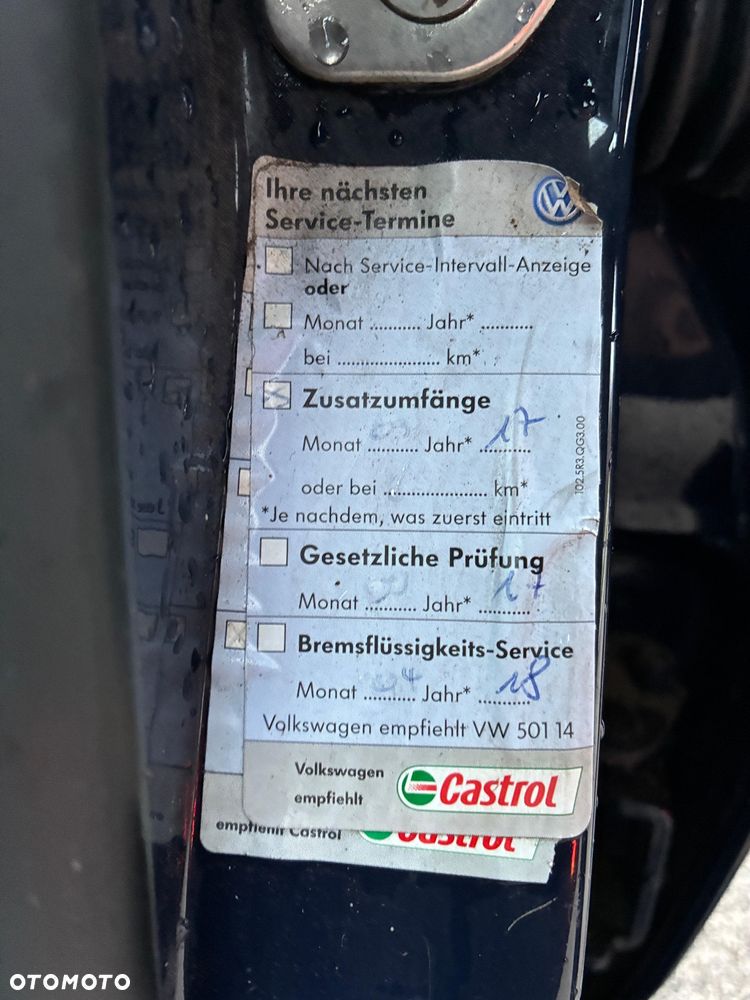 Ihre nächsten
Service-Termine
Nach Service-Intervall-Anzeige
oder
Monat ........... Jahr* ...........
bei ...................... km*
Zusatzumfänge
Monat ........... Jahr* 17
oder bei ...................... km*
*Je nachdem, was zuerst eintritt
102.5R3.QG3.00
Gesetzliche Prüfung
Monat ........... Jahr* 17
Bremsflüssigkeits-Service
Monat 04 Jahr* 18
Volkswagen empfiehlt VW 501 14
Volkswagen
empfiehlt
Castrol
empfiehlt Castrol
Castrol
OTOMOTO